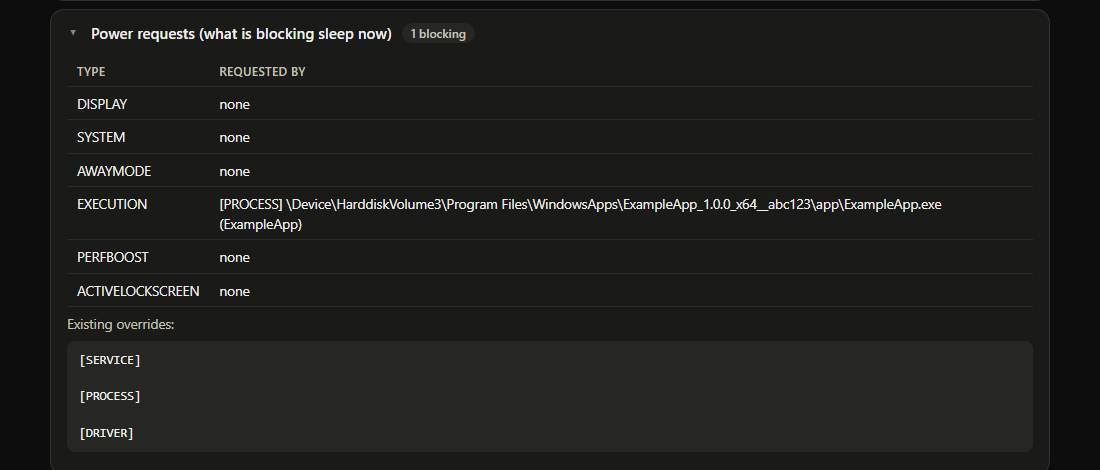 Power requests (what is blocking sleep now) 1 blocking
TYPE REQUESTED BY
DISPLAY none
SYSTEM none
AWAYMODE none
EXECUTION [PROCESS] \Device\HarddiskVolume3\Program Files\WindowsApps\ExampleApp_1.0.0_x64__abc123\app\ExampleApp.exe
(ExampleApp)
PERFBOOST none
ACTIVELOCKSCREEN none
Existing overrides:
[SERVICE]
[PROCESS]
[DRIVER]